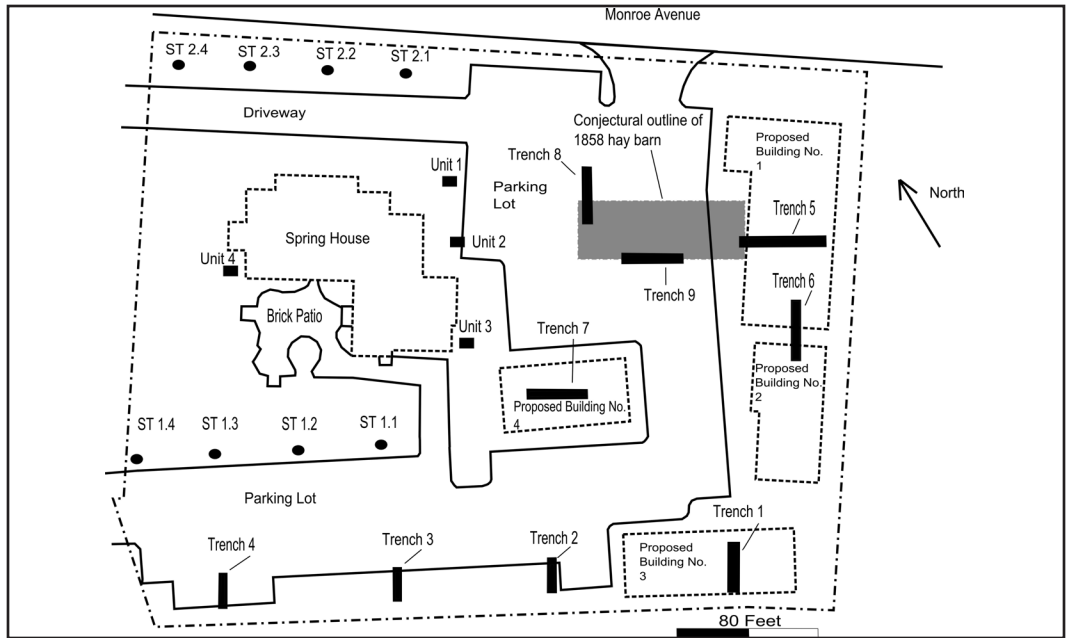 Monroe Avenue
ST 2.4
ST 2.3
ST 2.2
ST 2.1
Driveway
Conjectural outline of
1858 hay barn
Proposed
Building No.
1
Trench 8
Unit 1
Parking
Lot
North
Trench 5
Spring House
Unit 2
Unit 4
Trench 6
Trench 9
Brick Patio
Unit 3
Trench 7
Proposed
Building No.
2
Proposed Building No.
4
ST 1.4
ST 1.3
ST 1.2
ST 1.1
Parking Lot
Trench 1
Trench 4
Trench 3
Trench 2
Proposed
Building No.
3
80 Feet